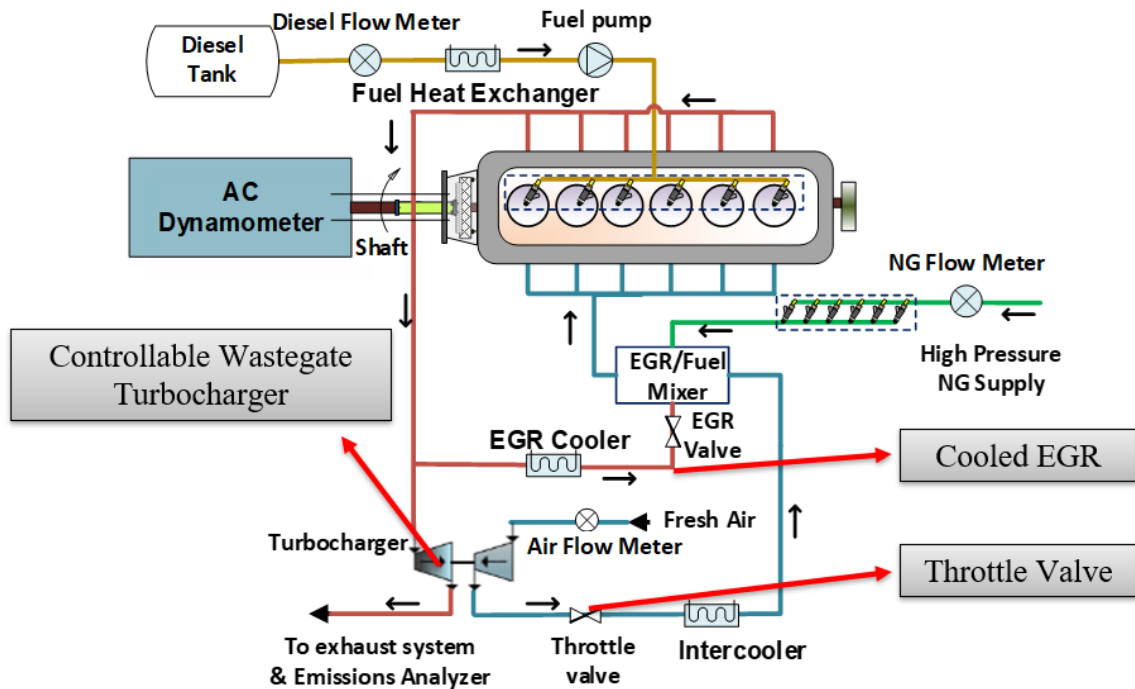 Diesel Flow Meter
Fuel pump
Diesel
Tank
Fuel Heat Exchanger
AC
Dynamometer
Shaft
NG Flow Meter
High Pressure
NG Supply
Controllable Wastegate
Turbocharger
EGR/Fuel
Mixer
EGR
Valve
EGR Cooler
Cooled EGR
Fresh Air
Turbocharger
Air Flow Meter
Throttle Valve
To exhaust system
& Emissions Analyzer
Throttle
valve
Intercooler